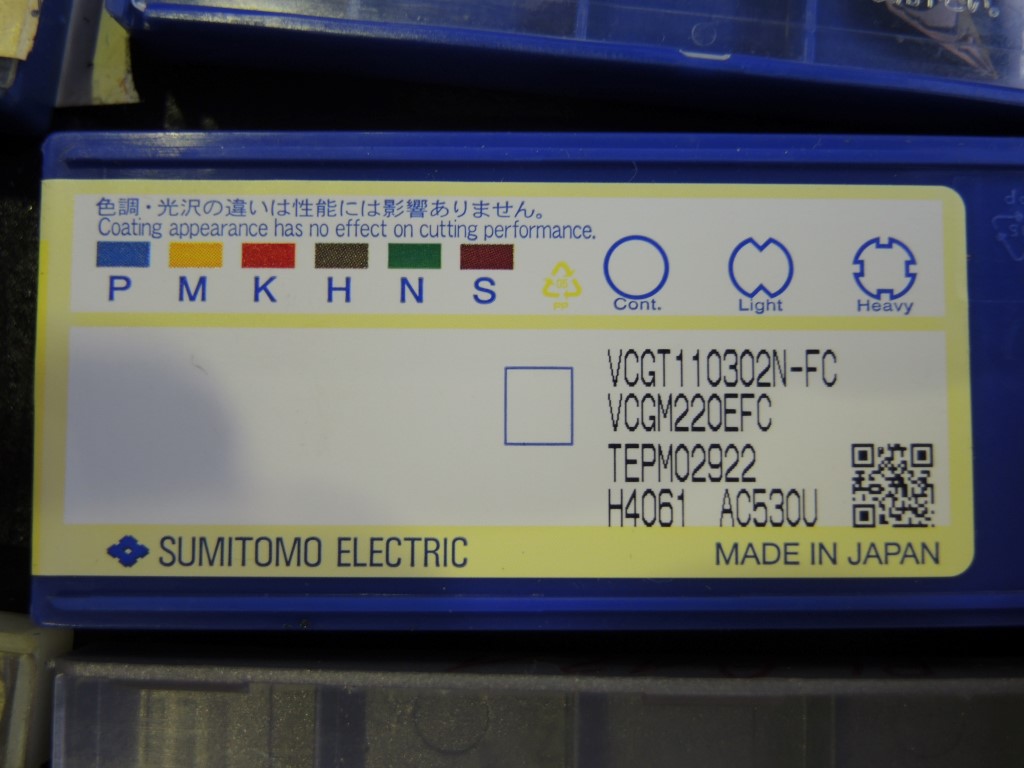 色調・光沢の違いは性能には影響ありません。
Coating appearance has no effect on cutting performance.
P M K H N S
PP
Cont. Light Heavy
VCGT110302N-FC
VCGM220EFC
TEPM02922
H4061 AC530U
SUMITOMO ELECTRIC
MADE IN JAPAN